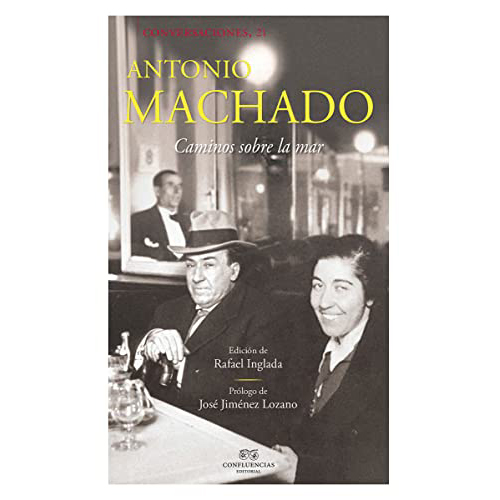 CONVERSACIONES, 21
ANTONIO
MACHADO
Caminos sobre la mar
Edición de
Rafael Inglada
Prólogo de
José Jiménez Lozano
CONFLUENCIAS
EDITORIAL